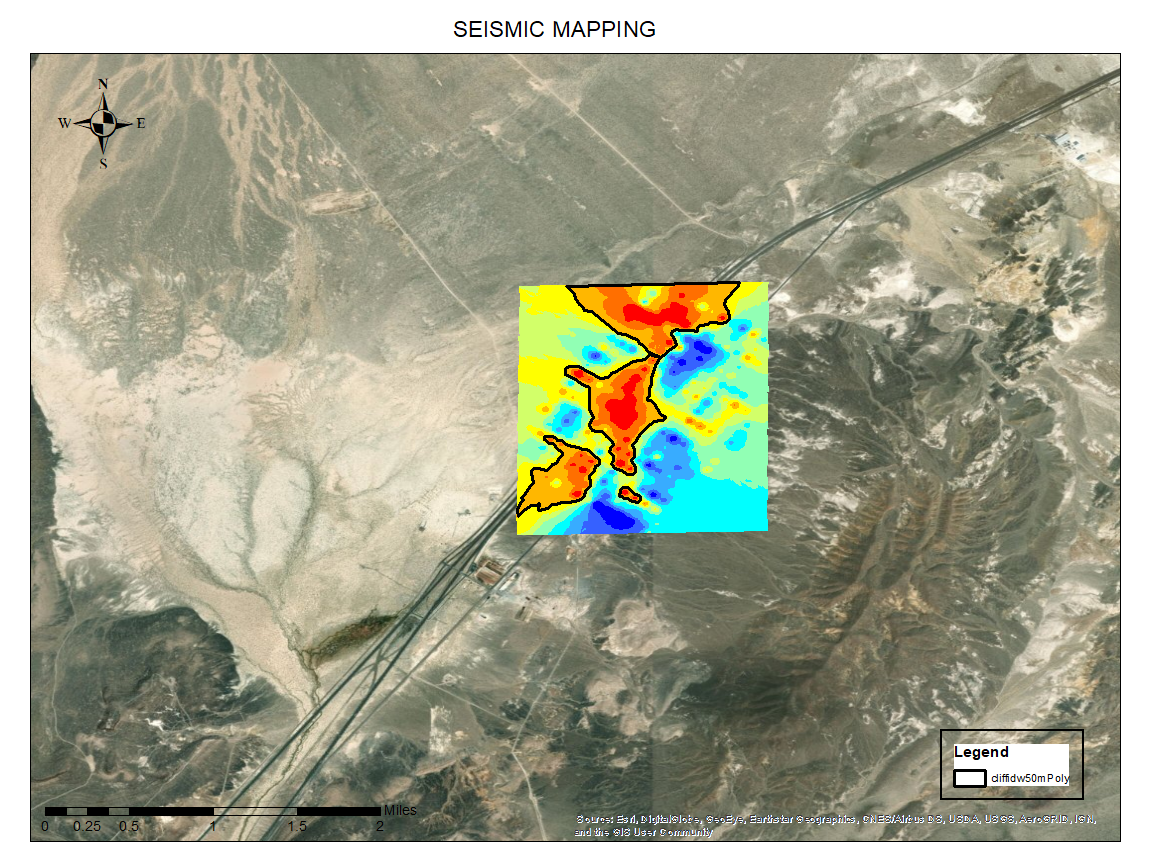 SEISMIC MAPPING
N
W E
S
Legend
cliffidw50mPoly
Miles
0 0.25 0.5 1 1.5 2
Source: Esri, DigitalGlobe, GeoEye, Earthstar Geographics, CNES/Airbus DS, USDA, USGS, AeroGRID, IGN,
and the GIS User Community